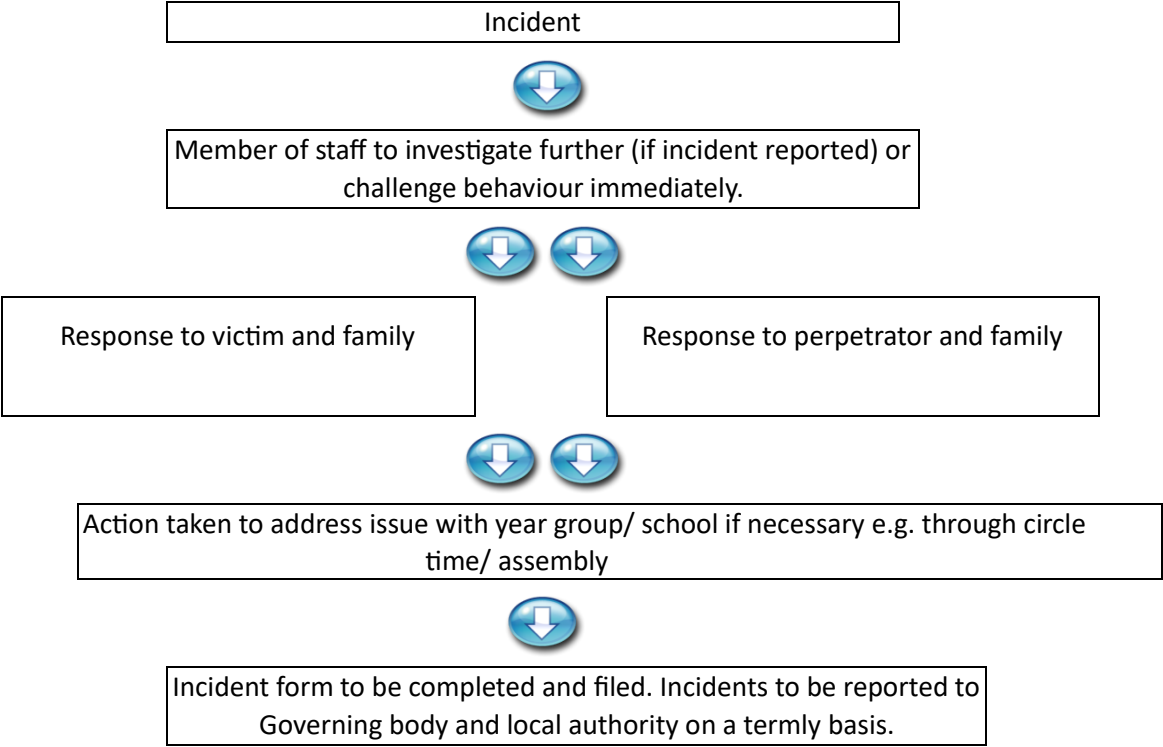 Incident
Member of staff to investigate further (if incident reported) or
challenge behaviour immediately.
Response to victim and family
Response to perpetrator and family
Action taken to address issue with year group/ school if necessary e.g. through circle
time/ assembly
Incident form to be completed and filed. Incidents to be reported to
Governing body and local authority on a termly basis.